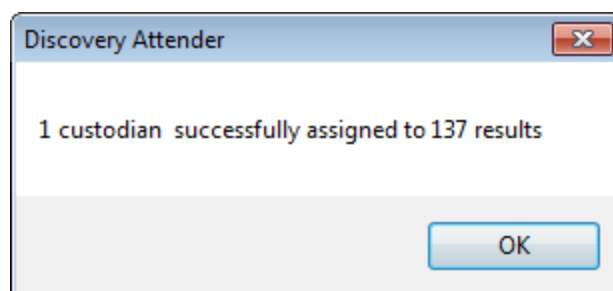 Discovery Attender
1 custodian  successfully assigned to 137 results
OK